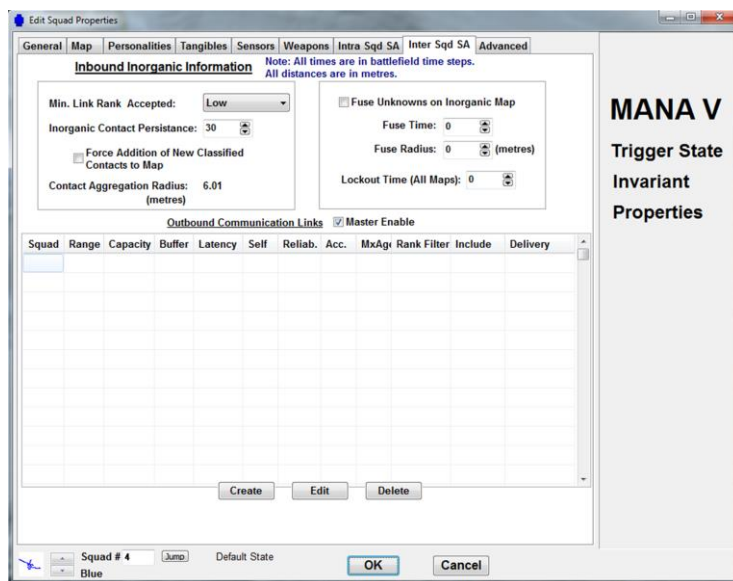 Edit Squad Properties
General Map Personalities Tangibles Sensors Weapons Intra Sqd SA Inter Sqd SA Advanced
Inbound Inorganic Information
Note: All times are in battlefield time steps.
All distances are in metres.
Min. Link Rank Accepted: Low
Inorganic Contact Persistance: 30
Force Addition of New Classified
Contacts to Map
Contact Aggregation Radius: 6.01
(metres)
Fuse Unknowns on Inorganic Map
Fuse Time: 0
Fuse Radius: 0 (metres)
Lockout Time (All Maps): 0
Outbound Communication Links Master Enable
Squad Range Capacity Buffer Latency Self Reliab. Acc. MxAge Rank Filter Include Delivery
Create Edit Delete
Squad # 4 Jump Default State
Blue
OK Cancel
MANA V
Trigger State
Invariant
Properties